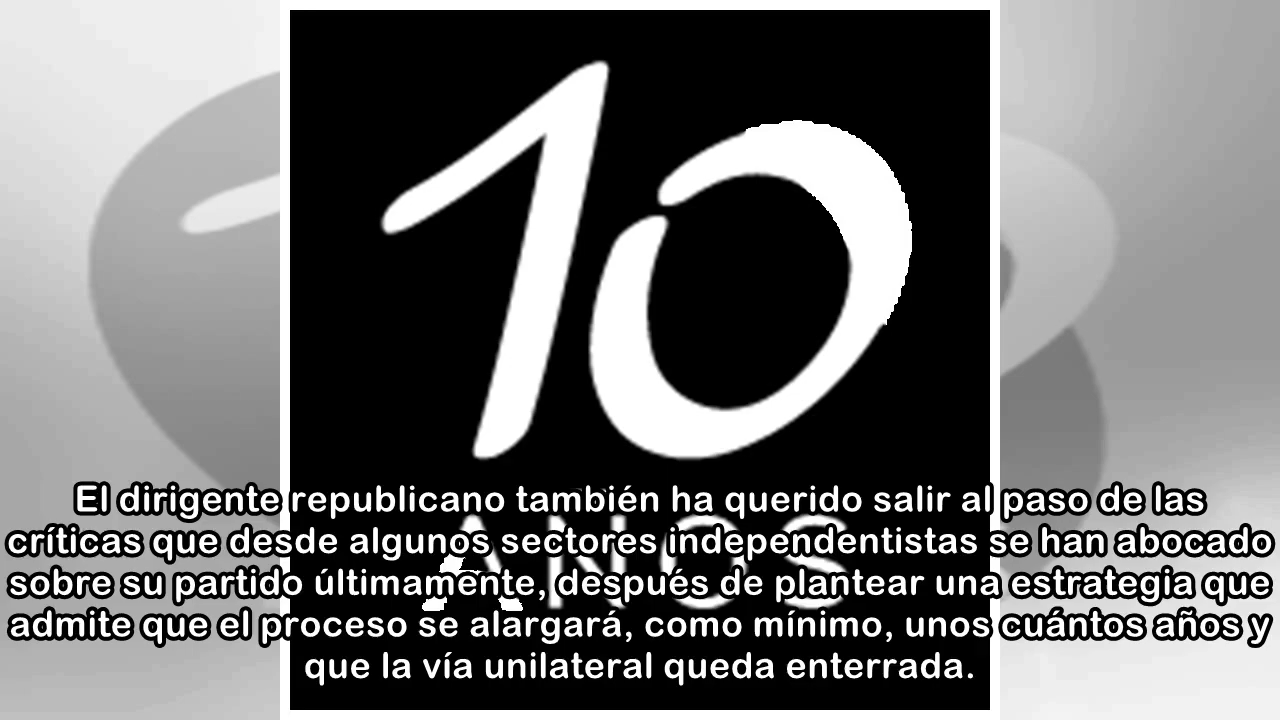 10
AÑOS
El dirigente republicano también ha querido salir al paso de las
críticas que desde algunos sectores independentistas se han abocado
sobre su partido últimamente, después de plantear una estrategia que
admite que el proceso se alargará, como mínimo, unos cuántos años y
que la vía unilateral queda enterrada.